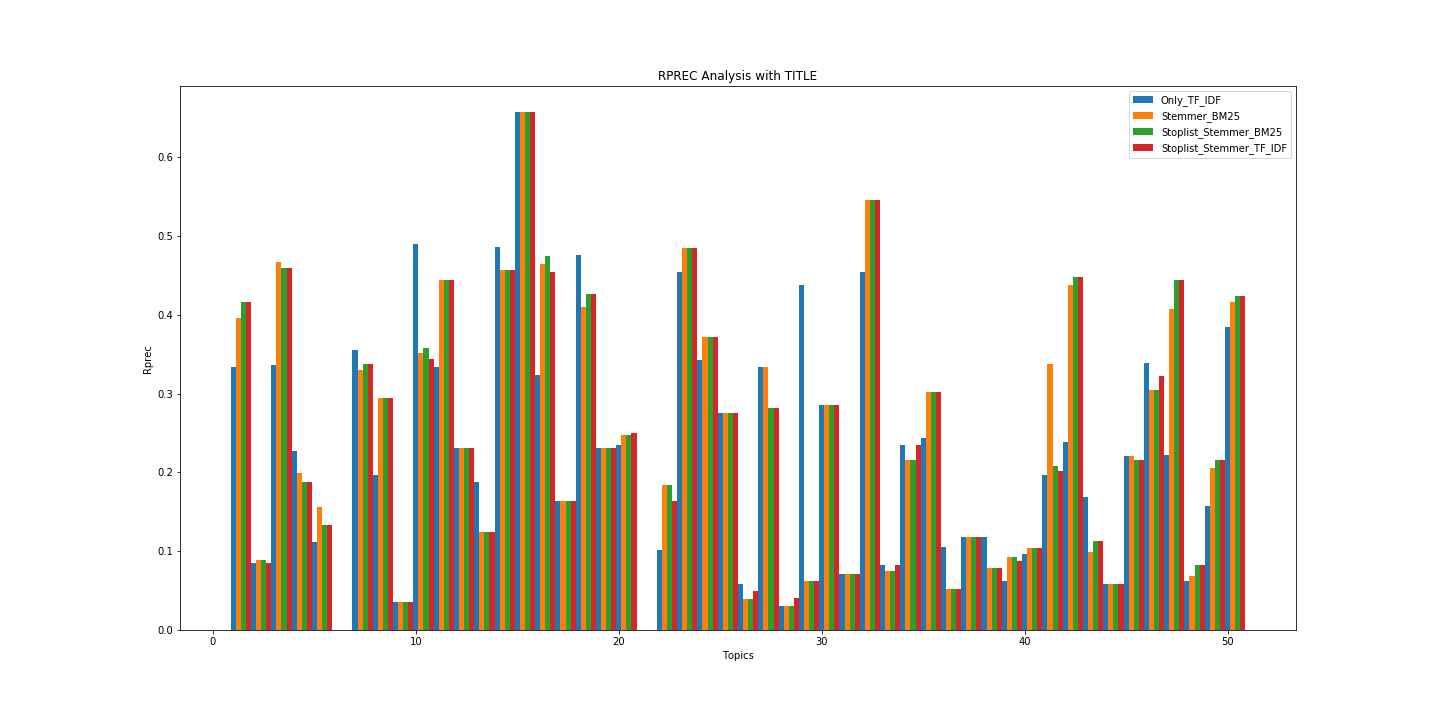 RPREC Analysis with TITLE
Only_TF_IDF
Stemmer_BM25
Stoplist_Stemmer_BM25
Stoplist_Stemmer_TF_IDF
Rprec
0.6
0.5
0.4
0.3
0.2
0.1
0.0
0 10 20 30 40 50
Topics